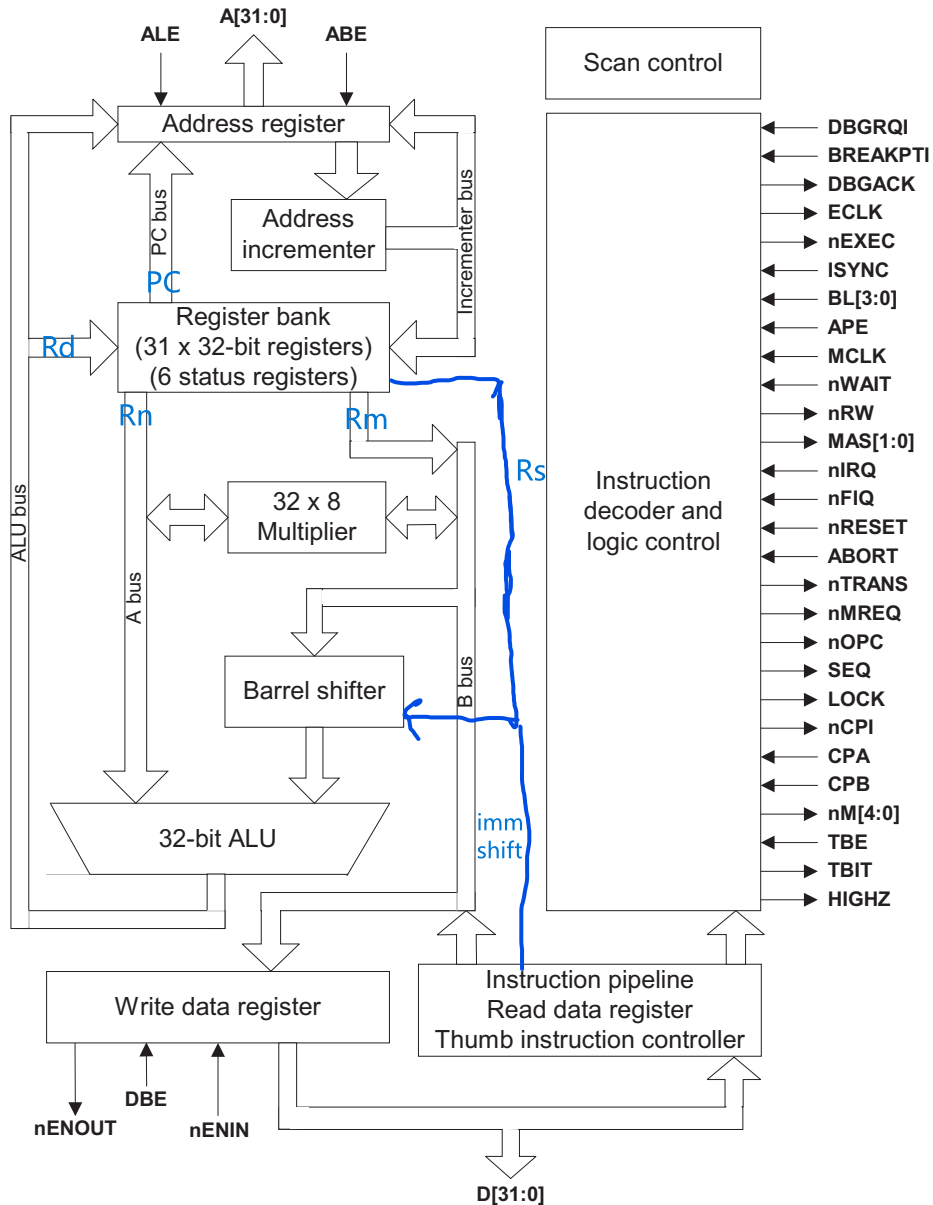 A[31:0]
ALE
ABE
Scan control
Address register
DBGRQI
BREAKPTI
DBGACK
ECLK
nEXEC
ISYNC
BL[3:0]
APE
MCLK
nWAIT
nRW
MAS[1:0]
nIRQ
nFIQ
nRESET
ABORT
nTRANS
nMREQ
nOPC
SEQ
LOCK
nCPI
CPA
CPB
nM[4:0]
TBE
TBIT
HIGHZ
PC bus
Address
incrementer
Incrementer bus
PC
Register bank
(31 x 32-bit registers)
(6 status registers)
Rd
Rn
Rm
Rs
Instruction
decoder and
logic control
ALU bus
A bus
32 x 8
Multiplier
B bus
Barrel shifter
32-bit ALU
imm
shift
Write data register
Instruction pipeline
Read data register
Thumb instruction controller
nENOUT
DBE
nENIN
D[31:0]